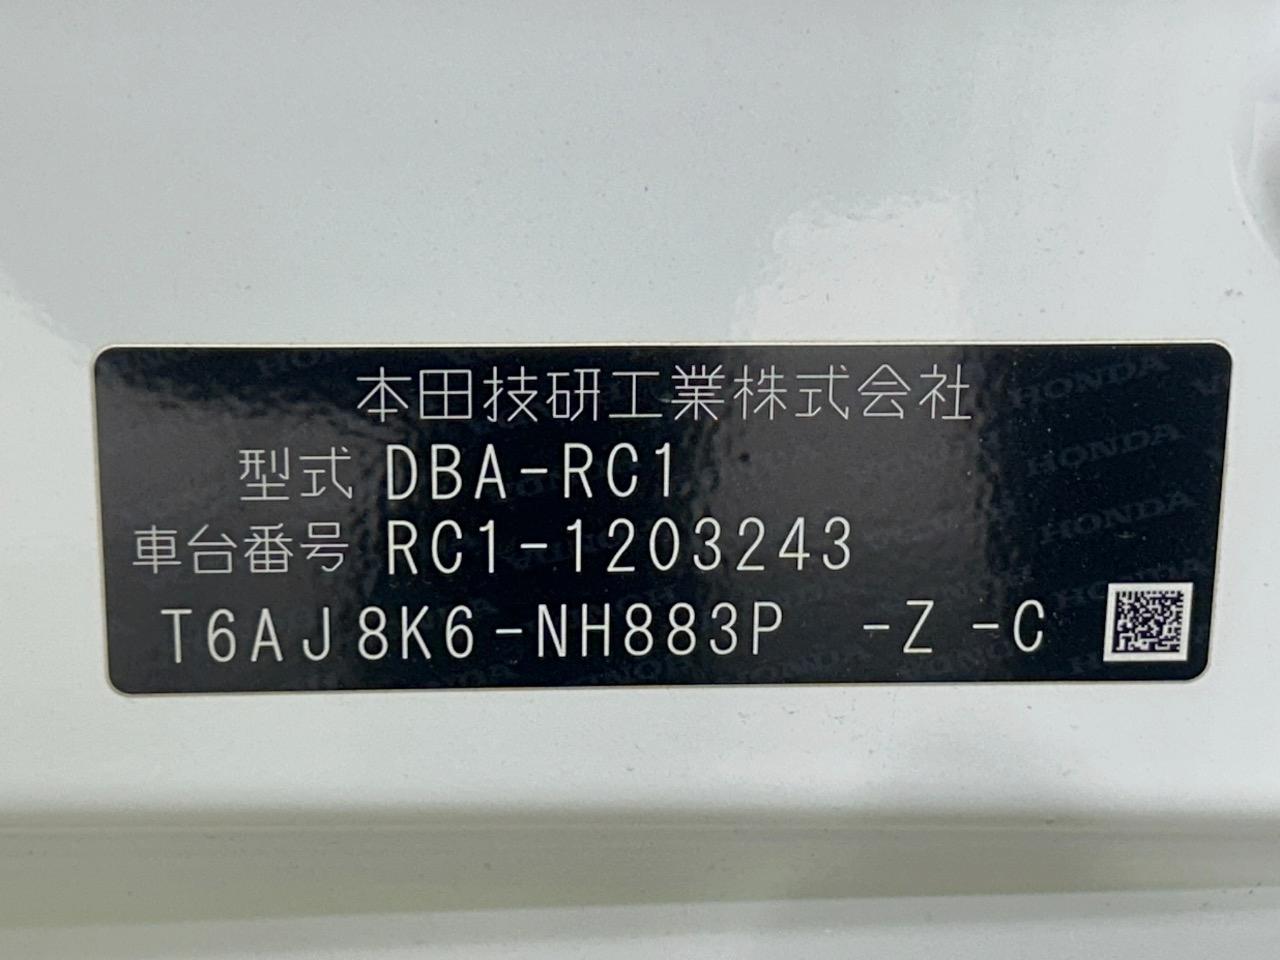 本田技研工業株式会社
型式 DBA-RC1
車台番号 RC1-1203243
T6AJ8K6-NH883P -Z -C